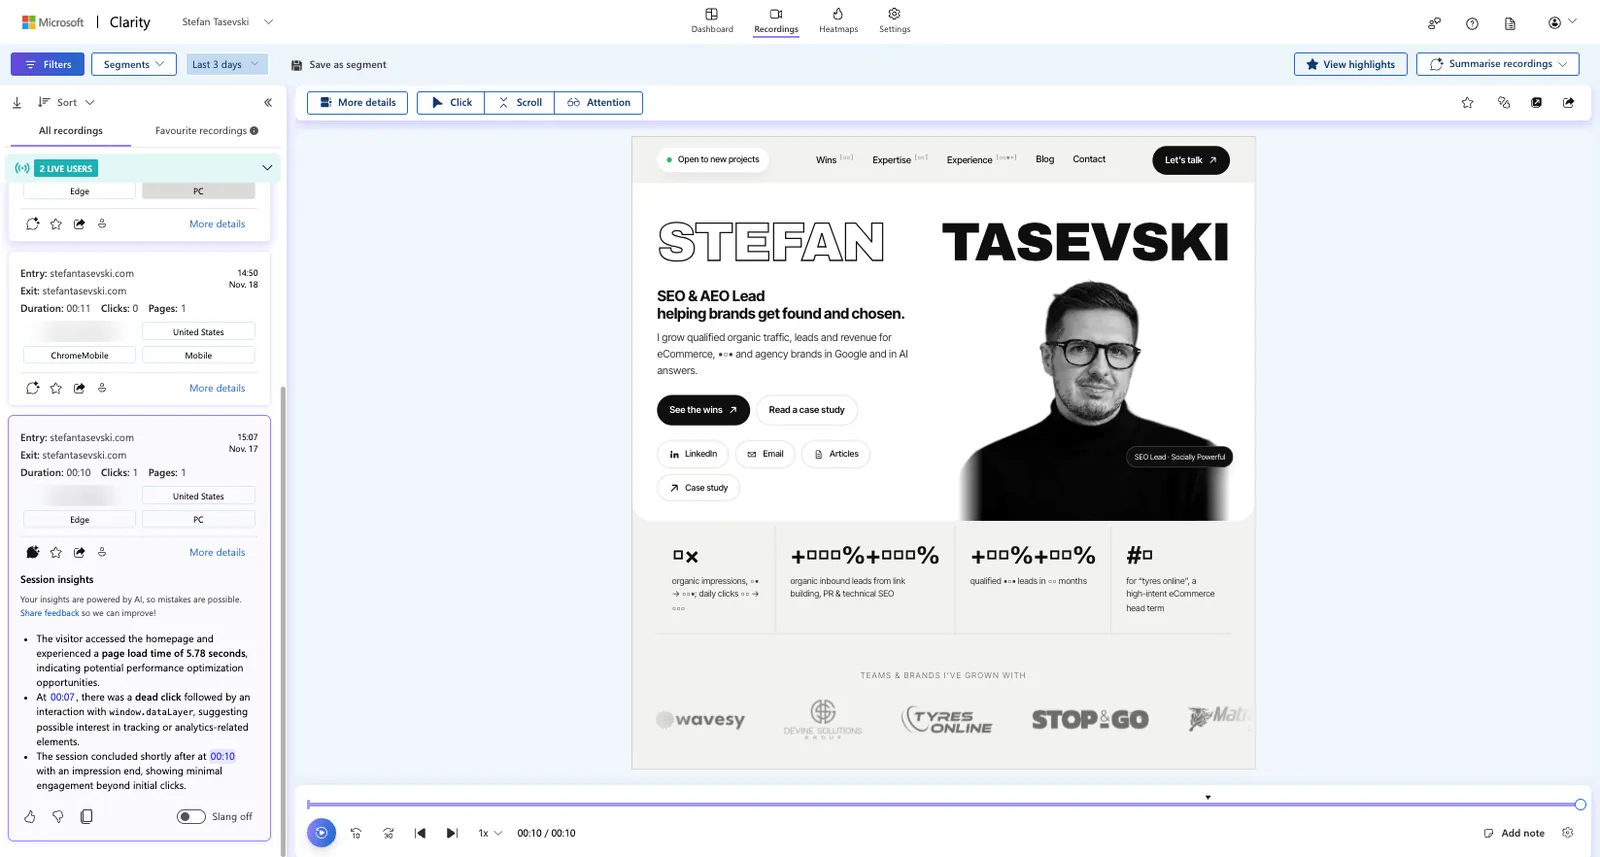 Microsoft | Clarity
Stefan Tasevski
Dashboard
Recordings
Heatmaps
Settings
Filters
Segments
Last 3 days
Save as segment
View highlights
Summarise recordings
Sort
All recordings
Favourite recordings
2 LIVE USERS
Edge
PC
More details
Entry: stefantasevski.com
14:50
Exit: stefantasevski.com
Nov. 18
Duration: 00:11 Clicks: 0 Pages: 1
United States
ChromeMobile
Mobile
More details
Entry: stefantasevski.com
15:07
Exit: stefantasevski.com
Nov. 17
Duration: 00:10 Clicks: 1 Pages: 1
United States
Edge
PC
More details
Session insights
Your insights are powered by AI, so mistakes are possible.
Share feedback so we can improve!
• The visitor accessed the homepage and
experienced a page load time of 5.78 seconds,
indicating potential performance optimization
opportunities.
• At 00:07, there was a dead click followed by an
interaction with window.dataLayer, suggesting
possible interest in tracking or analytics-related
elements.
• The session concluded shortly after at 00:10
with an impression end, showing minimal
engagement beyond initial clicks.
Slang off
More details
Click
Scroll
Attention
Open to new projects
Wins [▫▫]
Expertise [▫▫]
Experience [▫▫▪+]
Blog
Contact
Let's talk
STEFAN TASEVSKI
SEO & AEO Lead
helping brands get found and chosen.
I grow qualified organic traffic, leads and revenue for
eCommerce, ▪▫▪ and agency brands in Google and in AI
answers.
See the wins
Read a case study
LinkedIn
Email
Articles
Case study
SEO Lead · Socially Powerful
▫×
organic impressions, ▫▪
→ ▫▫▪; daily clicks ▫▫ →
▫▫▫
+▫▫▫%+▫▫▫%
organic inbound leads from link
building, PR & technical SEO
+▫▫%+▫▫%
qualified ▪▫▪ leads in ▫▫ months
#▫
for "tyres online", a
high-intent eCommerce
head term
TEAMS & BRANDS I'VE GROWN WITH
wavesy
DEVINE SOLUTIONS
GROUP
TYRES
ONLINE
STOP&GO
10
30
1x
00:10 / 00:10
Add note